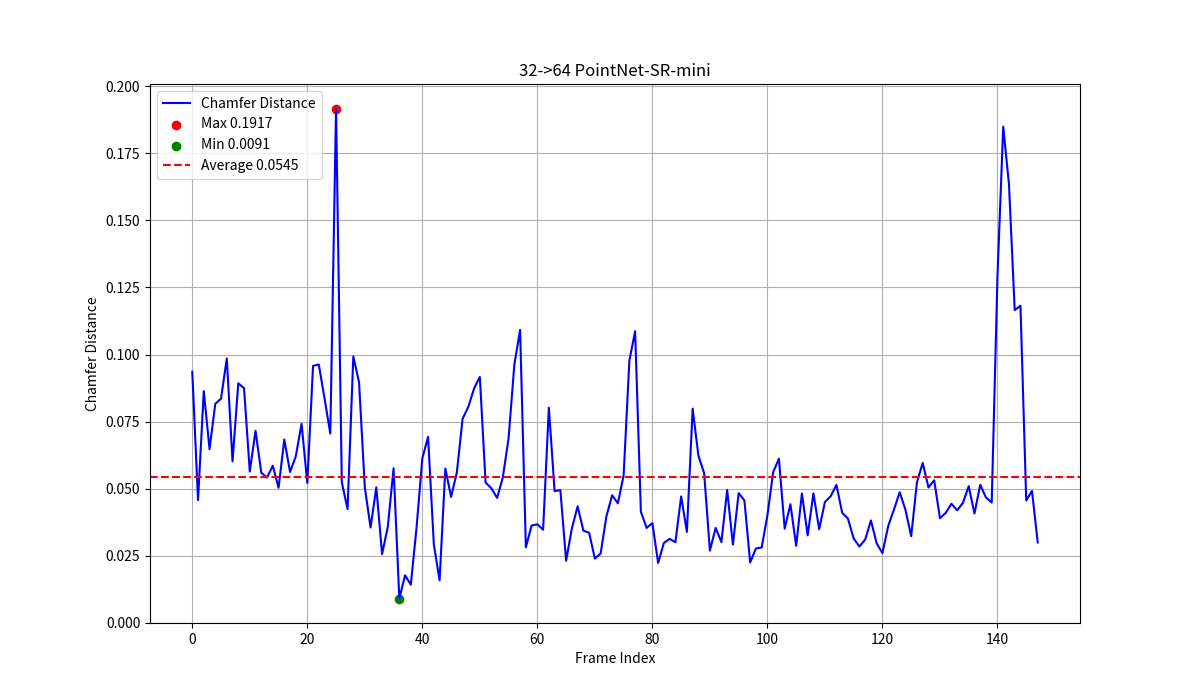 32->64 PointNet-SR-mini
Chamfer Distance
Max 0.1917
Min 0.0091
Average 0.0545
0.200
0.175
0.150
0.125
0.100
0.075
0.050
0.025
0.000
Chamfer Distance
0 20 40 60 80 100 120 140
Frame Index